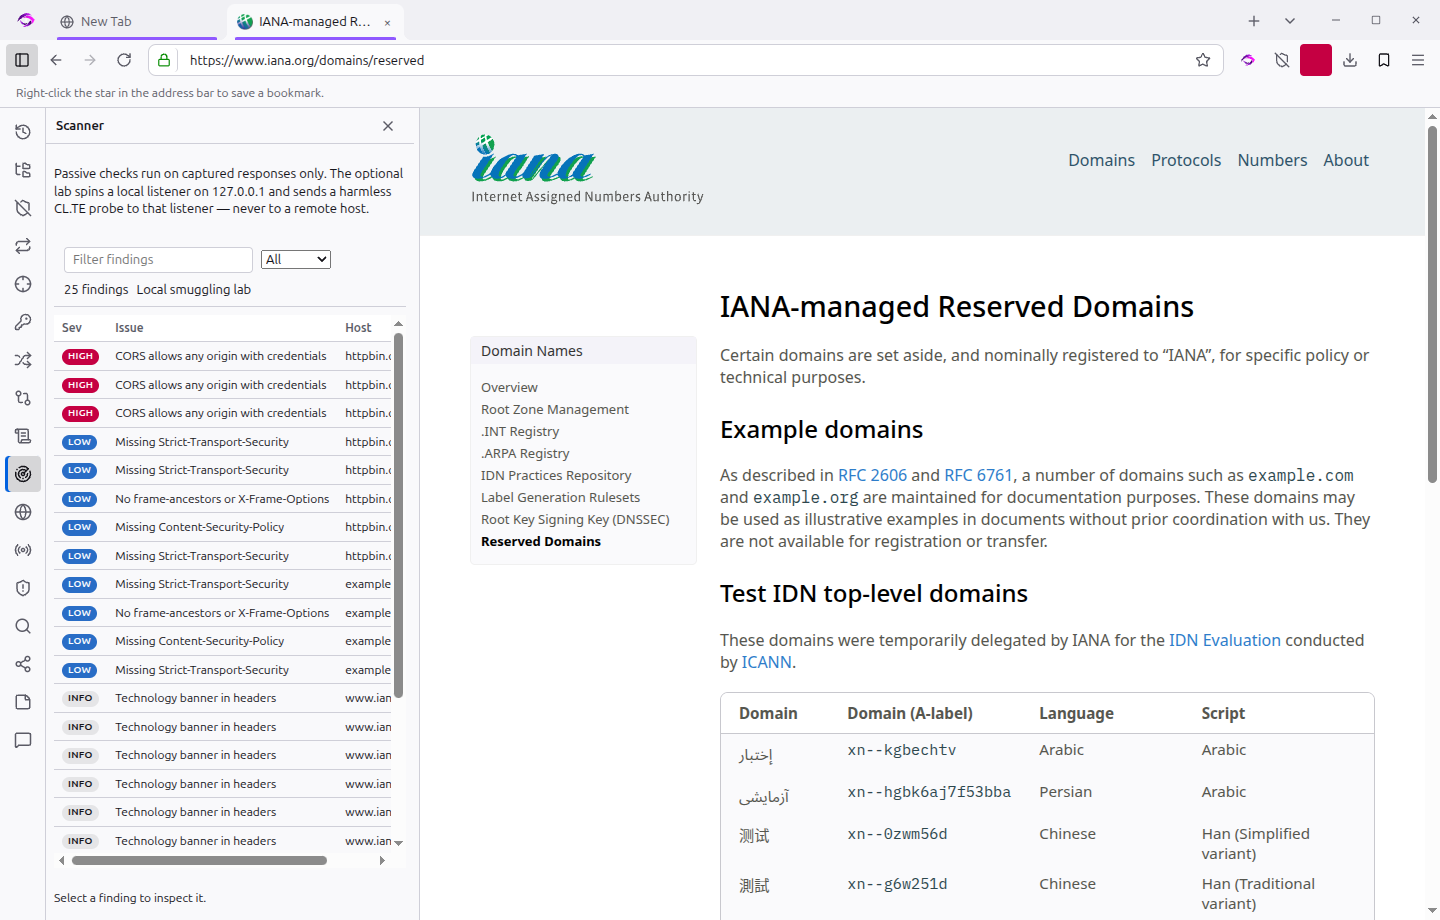 New Tab
IANA-managed R...
https://www.iana.org/domains/reserved
Right-click the star in the address bar to save a bookmark.
Scanner
Passive checks run on captured responses only. The optional
lab spins a local listener on 127.0.0.1 and sends a harmless
CL.TE probe to that listener — never to a remote host.
Filter findings
All
25 findings Local smuggling lab
Sev Issue Host
HIGH CORS allows any origin with credentials httpbin.c
HIGH CORS allows any origin with credentials httpbin.c
HIGH CORS allows any origin with credentials httpbin.c
LOW Missing Strict-Transport-Security httpbin.c
LOW Missing Strict-Transport-Security httpbin.c
LOW No frame-ancestors or X-Frame-Options httpbin.c
LOW Missing Content-Security-Policy httpbin.c
LOW Missing Strict-Transport-Security httpbin.c
LOW Missing Strict-Transport-Security example
LOW No frame-ancestors or X-Frame-Options example
LOW Missing Content-Security-Policy example
LOW Missing Strict-Transport-Security example
INFO Technology banner in headers www.ian
INFO Technology banner in headers www.ian
INFO Technology banner in headers www.ian
INFO Technology banner in headers www.ian
INFO Technology banner in headers www.ian
INFO Technology banner in headers www.ian
Select a finding to inspect it.
iana
Internet Assigned Numbers Authority
Domains Protocols Numbers About
Domain Names
Overview
Root Zone Management
.INT Registry
.ARPA Registry
IDN Practices Repository
Label Generation Rulesets
Root Key Signing Key (DNSSEC)
Reserved Domains
IANA-managed Reserved Domains
Certain domains are set aside, and nominally registered to “IANA”, for specific policy or
technical purposes.
Example domains
As described in RFC 2606 and RFC 6761, a number of domains such as example.com
and example.org are maintained for documentation purposes. These domains may
be used as illustrative examples in documents without prior coordination with us. They
are not available for registration or transfer.
Test IDN top-level domains
These domains were temporarily delegated by IANA for the IDN Evaluation conducted
by ICANN.
Domain Domain (A-label) Language Script
إختبار xn--kgbechtv Arabic Arabic
آزمایشی xn--hgbk6aj7f53bba Persian Arabic
测试 xn--0zwm56d Chinese Han (Simplified
variant)
測試 xn--g6w251d Chinese Han (Traditional
variant)